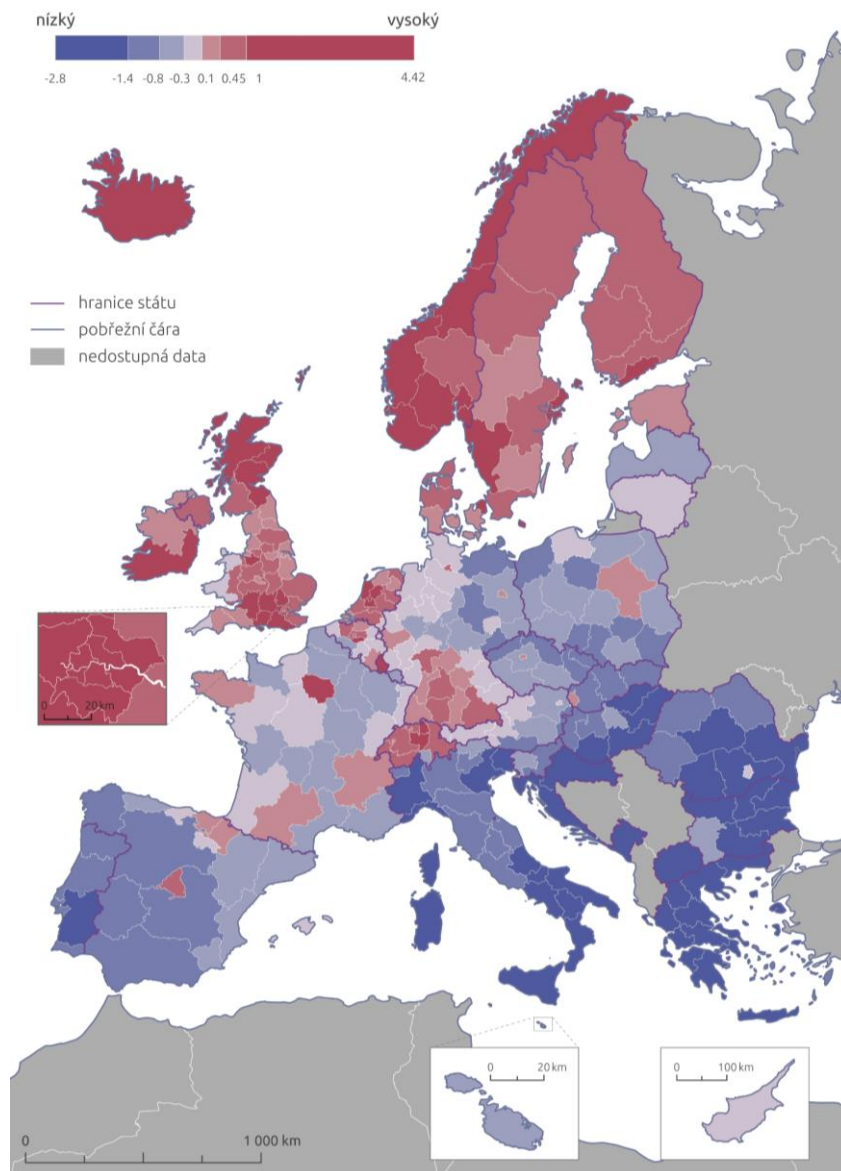 nízký vysoký
-2.8 -1.4 -0.8 -0.3 0.1 0.45 1 4.42
hranice státu
pobřežní čára
nedostupná data
0 20 km
0 20 km
0 100 km
0 1 000 km